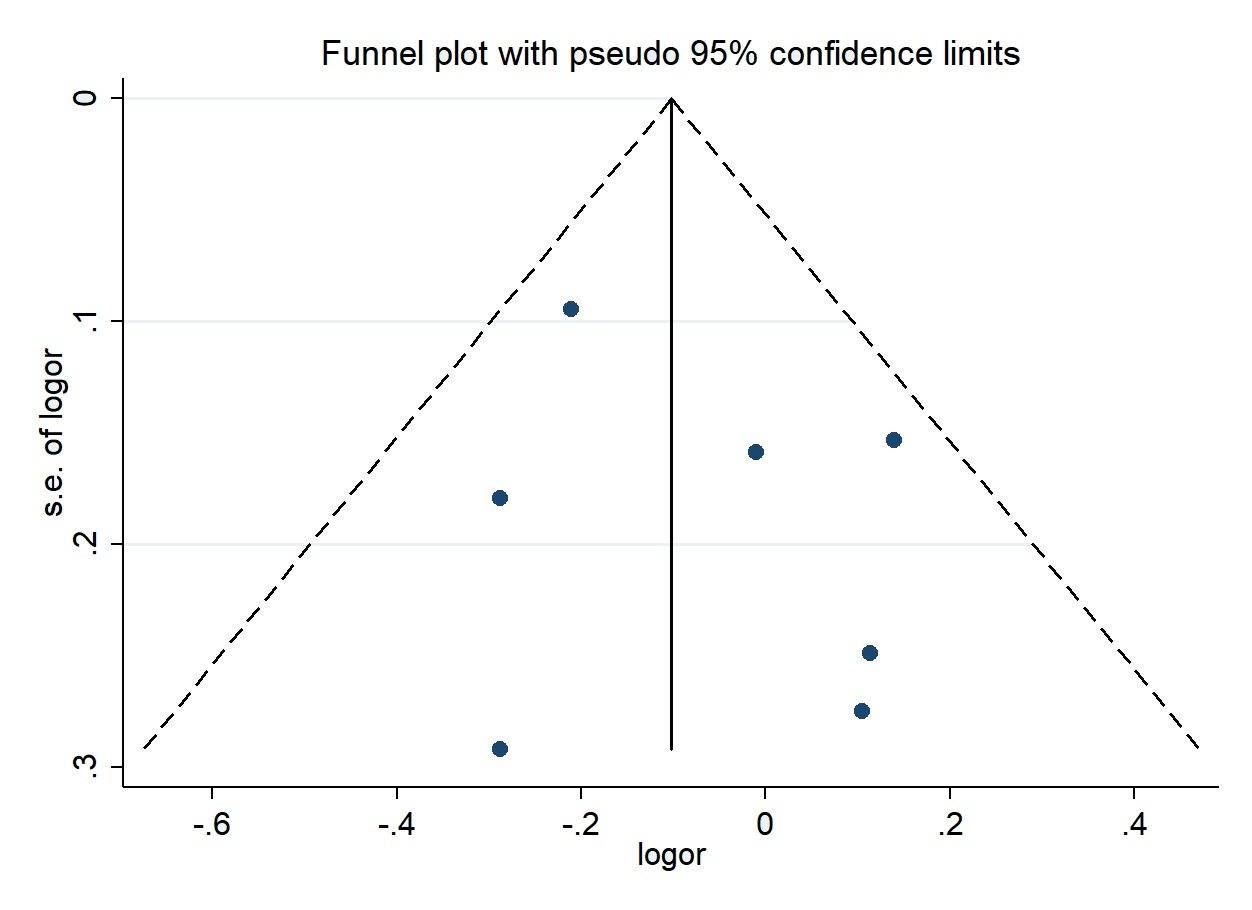 Funnel plot with pseudo 95% confidence limits
s.e. of logor
0
.1
.2
.3
-.6 -.4 -.2 0 .2 .4
logor